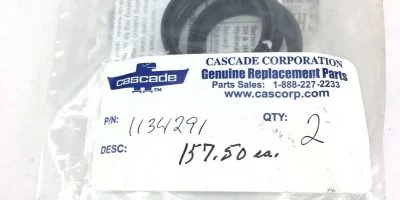 CASCADE CORPORATION
cascade
Genuine Replacement Parts
Parts Sales: 1-888-227-2233
www.cascorp.com
P/N: 1134291 QTY: 2
DESC: 157.50 ea.